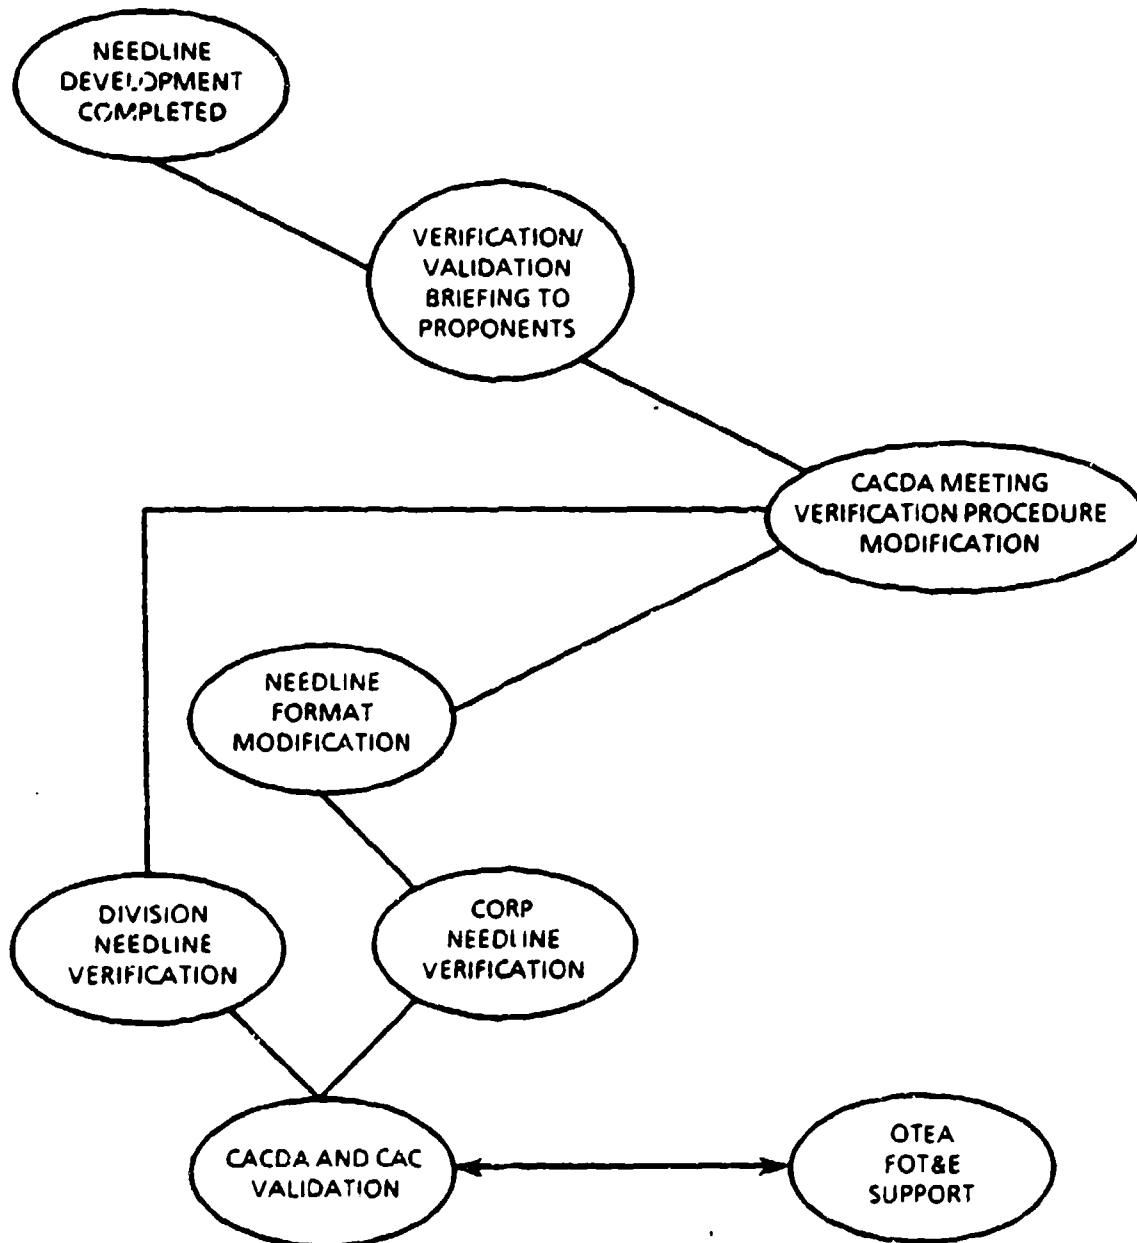 NEEDLINE
DEVELOPMENT
COMPLETED
VERIFICATION/
VALIDATION
BRIEFING TO
PROPONENTS
CACDA MEETING
VERIFICATION PROCEDURE
MODIFICATION
NEEDLINE
FORMAT
MODIFICATION
DIVISION
NEEDLINE
VERIFICATION
CORP
NEEDLINE
VERIFICATION
CACDA AND CAC
VALIDATION
OTEA
FOT&E
SUPPORT